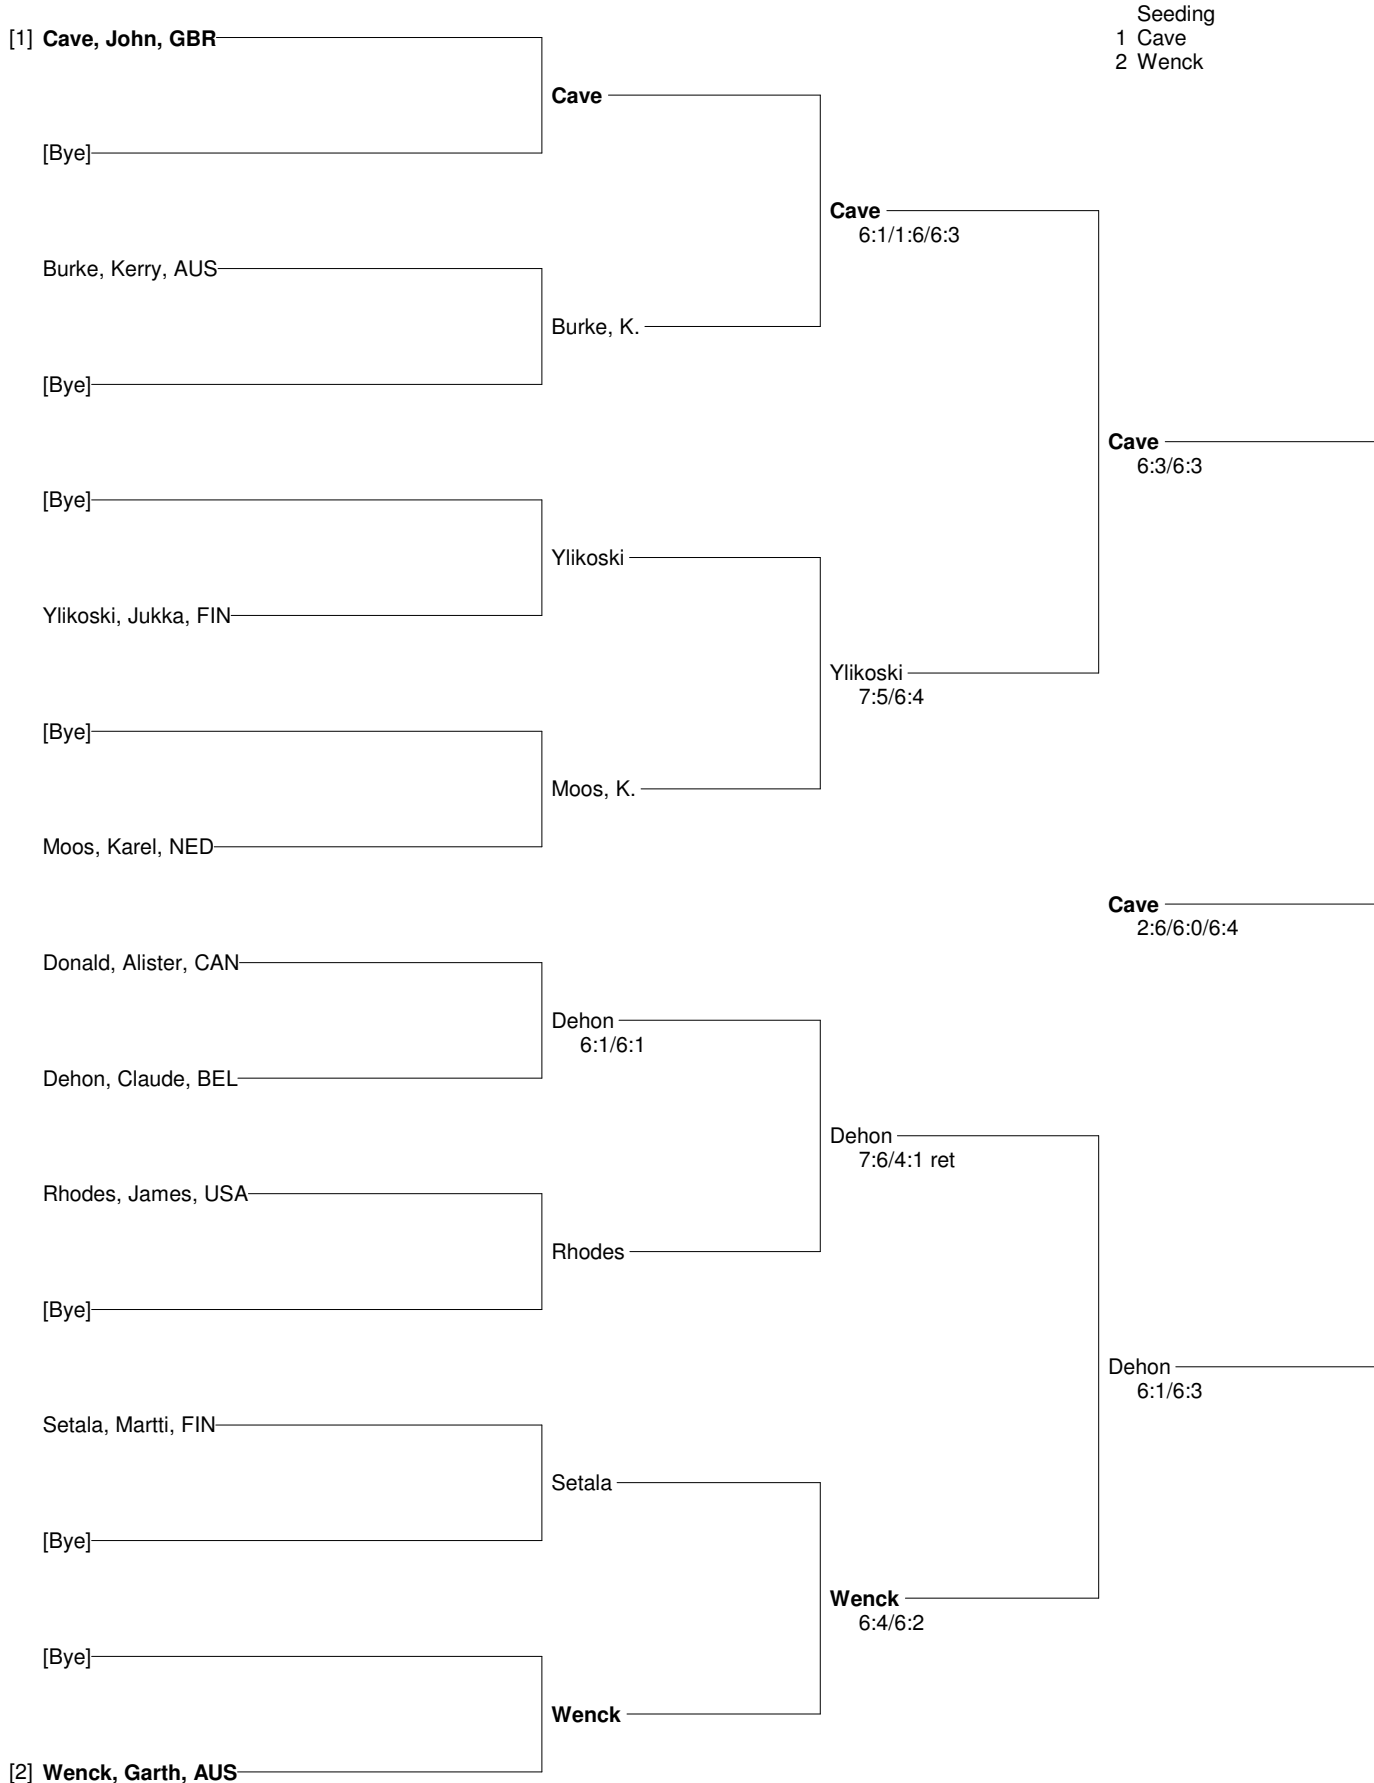 Seeding
1 Cave
2 Wenck
[1] Cave, John, GBR
Cave
[Bye]
Cave
6:1/1:6/6:3
Burke, Kerry, AUS
Burke, K.
[Bye]
Cave
6:3/6:3
[Bye]
Ylikoski
Ylikoski, Jukka, FIN
Ylikoski
7:5/6:4
[Bye]
Moos, K.
Moos, Karel, NED
Cave
2:6/6:0/6:4
Donald, Alister, CAN
Dehon
6:1/6:1
Dehon, Claude, BEL
Dehon
7:6/4:1 ret
Rhodes, James, USA
Rhodes
[Bye]
Dehon
6:1/6:3
Setala, Martti, FIN
Setala
[Bye]
Wenck
6:4/6:2
[Bye]
Wenck
[2] Wenck, Garth, AUS